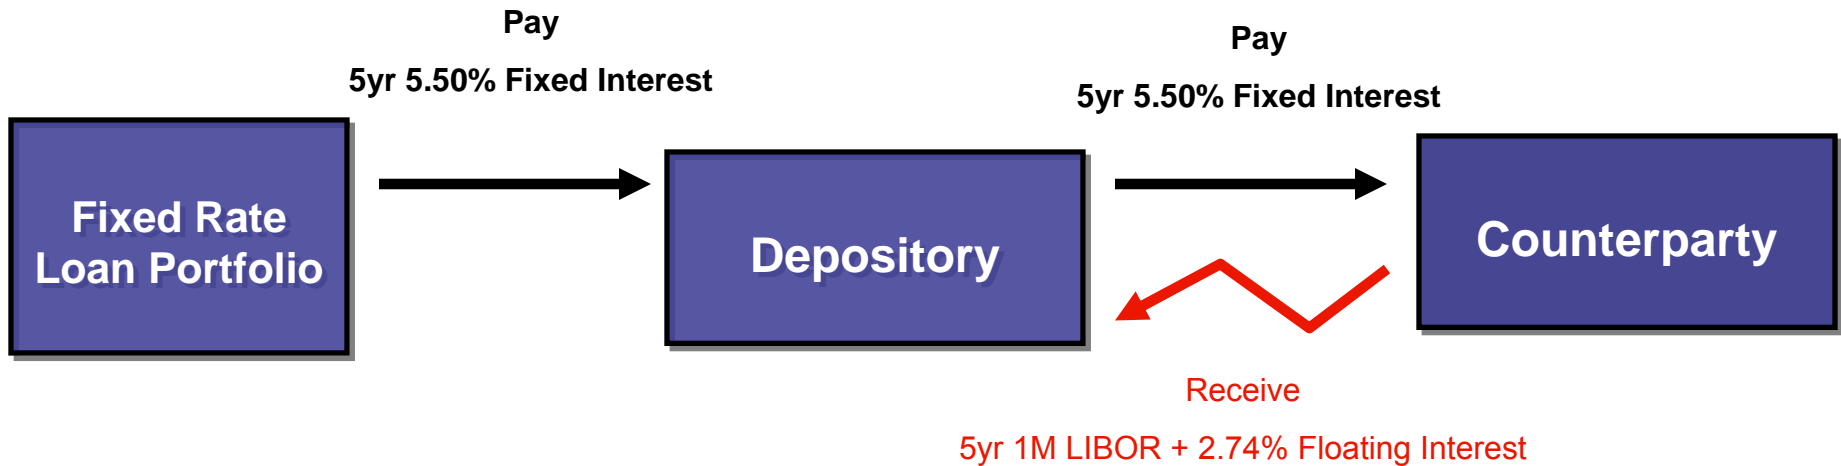 Pay
5yr 5.50% Fixed Interest
Pay
5yr 5.50% Fixed Interest
Fixed Rate
Loan Portfolio
Depository
Counterparty
Receive
5yr 1M LIBOR + 2.74% Floating Interest